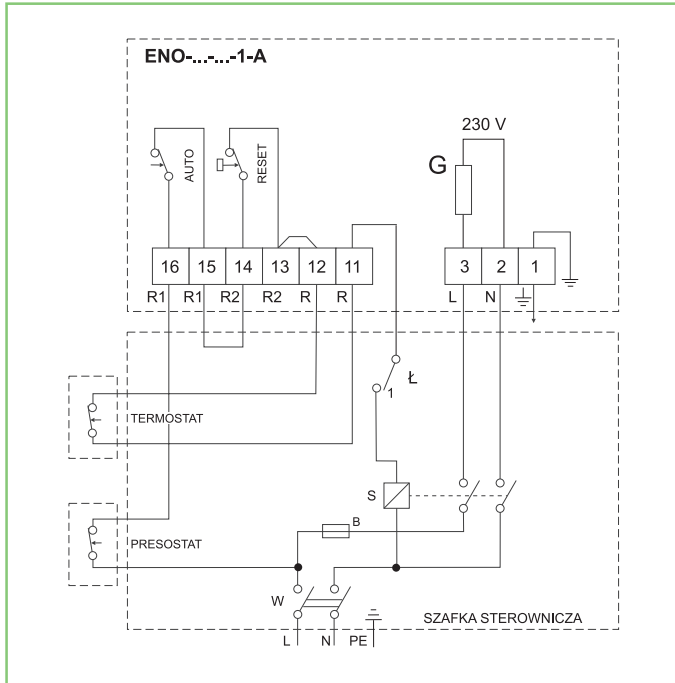 ENO-...-...-1-A
230 V
AUTO
RESET
G
16 15 14 13 12 11
3 2 1
R1 R1 R2 R2 R R
L N
Ł
1
TERMOSTAT
S
B
PRESOSTAT
W
SZAFKA STEROWNICZA
L N PE